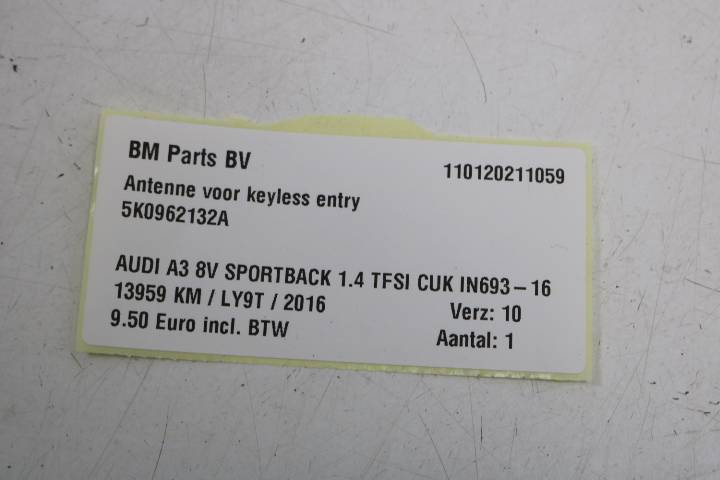 BM Parts BV 110120211059
Antenne voor keyless entry
5K0962132A
AUDI A3 8V SPORTBACK 1.4 TFSI CUK IN693-16
13959 KM / LY9T / 2016 Verz: 10
9.50 Euro incl. BTW Aantal: 1